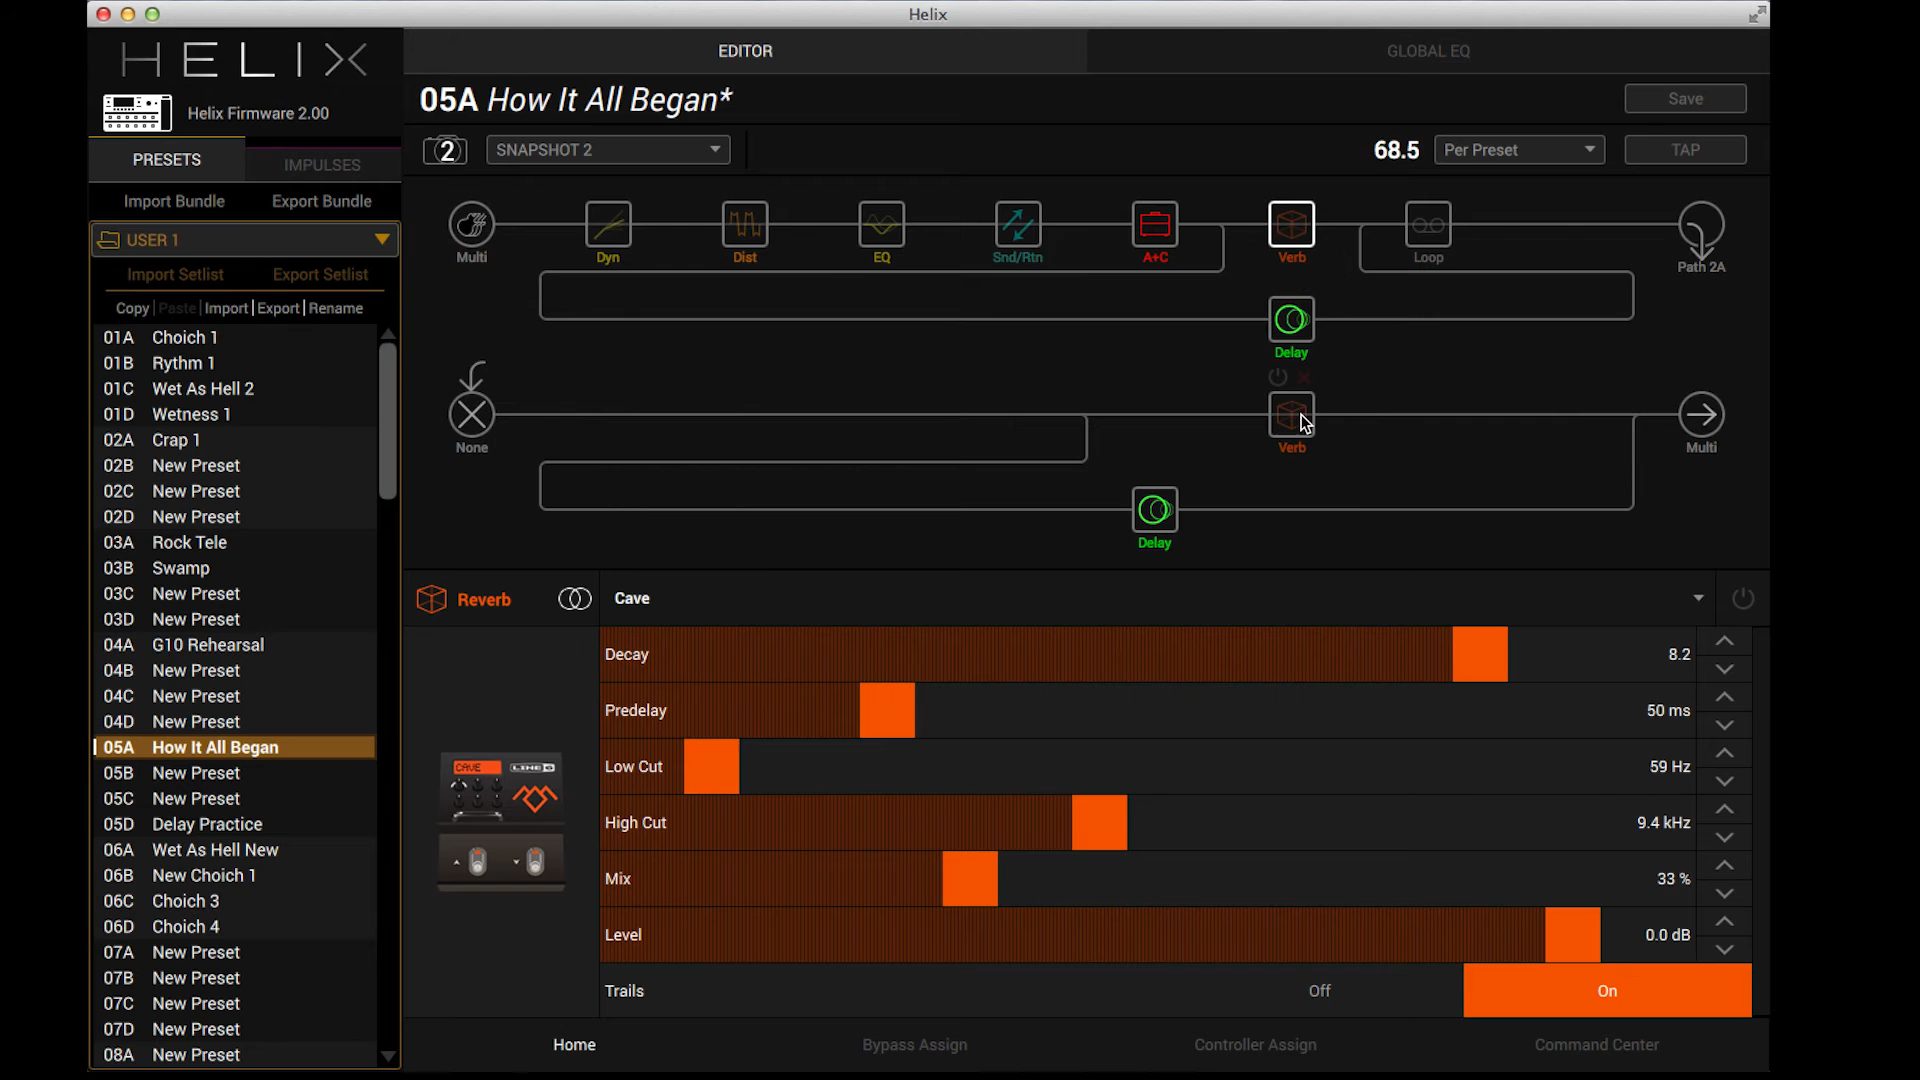 Helix
HELIX
Helix Firmware 2.00
PRESETS
IMPULSES
Import Bundle
Export Bundle
USER 1
Import Setlist
Export Setlist
Copy | Paste | Import | Export | Rename
01A Choich 1
01B Rythm 1
01C Wet As Hell 2
01D Wetness 1
02A Crap 1
02B New Preset
02C New Preset
02D New Preset
03A Rock Tele
03B Swamp
03C New Preset
03D New Preset
04A G10 Rehearsal
04B New Preset
04C New Preset
04D New Preset
05A How It All Began
05B New Preset
05C New Preset
05D Delay Practice
06A Wet As Hell New
06B New Choich 1
06C Choich 3
06D Choich 4
07A New Preset
07B New Preset
07C New Preset
07D New Preset
08A New Preset
EDITOR
GLOBAL EQ
05A How It All Began*
Save
2
SNAPSHOT 2
68.5
Per Preset
TAP
Multi
Dyn
Dist
EQ
Snd/Rtn
A+C
Verb
Loop
Path 2A
Delay
None
Verb
Multi
Delay
Reverb
Cave
Decay 8.2
Predelay 50 ms
Low Cut 59 Hz
High Cut 9.4 kHz
Mix 33 %
Level 0.0 dB
Trails Off On
CAVE
LINE 6
Home
Bypass Assign
Controller Assign
Command Center